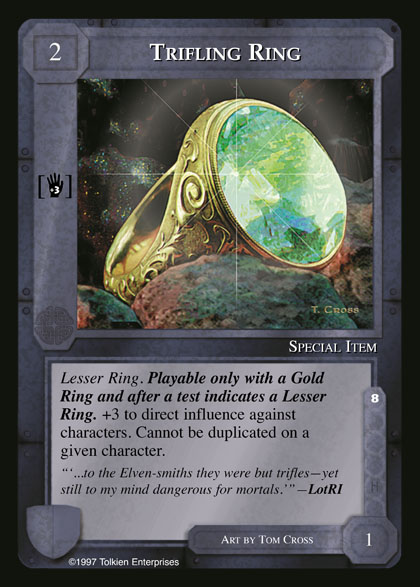 2
TRIFLING RING
[+3]
T. CROSS
SPECIAL ITEM
Lesser Ring. Playable only with a Gold
Ring and after a test indicates a Lesser
Ring. +3 to direct influence against
characters. Cannot be duplicated on a
given character.
"'...to the Elven-smiths they were but trifles—yet
still to my mind dangerous for mortals.'"—LotRI
8
H
ART BY TOM CROSS
1
©1997 Tolkien Enterprises